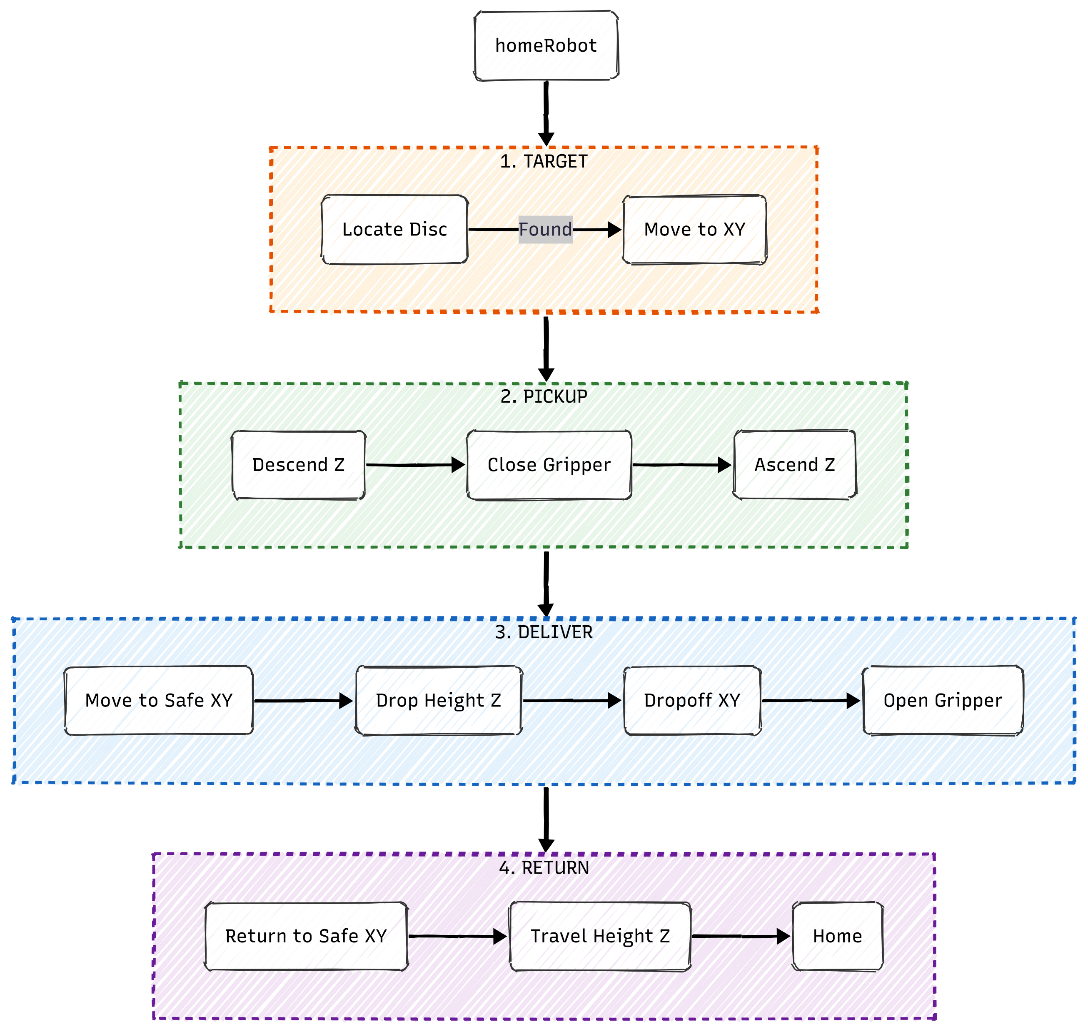 homeRobot
1. TARGET
Locate Disc
Found
Move to XY
2. PICKUP
Descend Z
Close Gripper
Ascend Z
3. DELIVER
Move to Safe XY
Drop Height Z
Dropoff XY
Open Gripper
4. RETURN
Return to Safe XY
Travel Height Z
Home